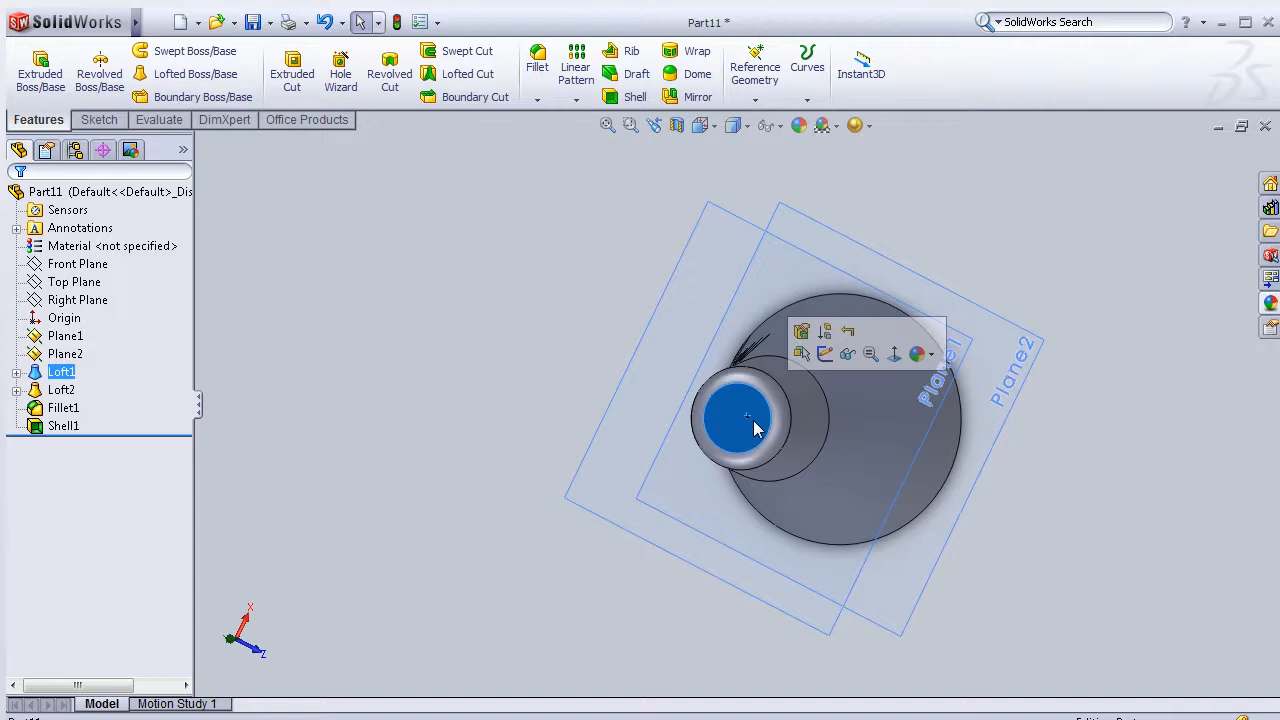 SolidWorks
Part11 *
SolidWorks Search
Extruded Boss/Base
Revolved Boss/Base
Swept Boss/Base
Lofted Boss/Base
Boundary Boss/Base
Extruded Cut
Hole Wizard
Revolved Cut
Swept Cut
Lofted Cut
Boundary Cut
Fillet
Linear Pattern
Rib
Draft
Shell
Wrap
Dome
Mirror
Reference Geometry
Curves
Instant3D
Features
Sketch
Evaluate
DimXpert
Office Products
Part11 (Default<<Default>_Dis
Sensors
Annotations
Material <not specified>
Front Plane
Top Plane
Right Plane
Origin
Plane1
Plane2
Loft1
Loft2
Fillet1
Shell1
Plane1
Plane2
X
Z
Model
Motion Study 1